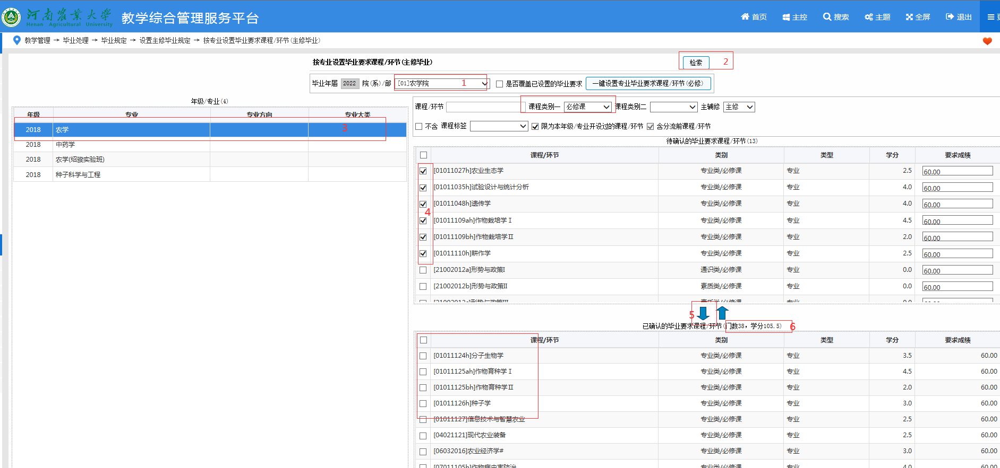 河南农业大学
Henan Agricultural University
教学综合管理服务平台
首页 主控 搜索 主题 全屏 退出
教学管理 → 毕业处理 → 毕业规定 → 设置主修毕业规定 → 按专业设置毕业要求课程/环节(主修毕业)
按专业设置毕业要求课程/环节(主修毕业)
检索 2
毕业年届 2022 院(系)/部 [01]农学院 1 是否覆盖已设置的毕业要求 一键设置专业毕业要求课程/环节(必修)
年级/专业(4)
年级 专业 专业方向 专业大类
2018 农学 3
2018 中药学
2018 农学(绍骙实验班)
2018 种子科学与工程
课程/环节 课程类别一 必修课 课程类别二 主辅修 主修
不含 课程标签 限为本年级/专业开设过的课程/环节 含分流前课程/环节
待确认的毕业要求课程/环节(13)
课程/环节 类别 类型 学分 要求成绩
[01011027h]农业生态学 专业类/必修课 专业 2.5 60.00
[01011035h]试验设计与统计分析 专业类/必修课 专业 4.0 60.00
[01011048h]遗传学 专业类/必修课 专业 4.0 60.00
4
[01011109ah]作物栽培学Ⅰ 专业类/必修课 专业 4.5 60.00
[01011109bh]作物栽培学Ⅱ 专业类/必修课 专业 2.0 60.00
[01011110h]耕作学 专业类/必修课 专业 2.5 60.00
[21002012a]形势与政策Ⅰ 通识类/必修课 专业 0.0 60.00
[21002012b]形势与政策Ⅱ 素质类/必修课 专业 0.0 60.00
5
已确认的毕业要求课程/环节(门数38，学分105.5) 6
课程/环节 类别 类型 学分 要求成绩
[01011124h]分子生物学 专业类/必修课 专业 3.5 60.00
[01011125ah]作物育种学Ⅰ 专业类/必修课 专业 4.5 60.00
[01011125bh]作物育种学Ⅱ 专业类/必修课 专业 2.0 60.00
[01011126h]种子学 专业类/必修课 专业 3.0 60.00
[01011127]信息技术与智慧农业 专业类/必修课 专业 2.5 60.00
[04021121]现代农业装备 专业类/必修课 专业 2.5 60.00
[06032016]农业经济学# 专业类/必修课 专业 3.0 60.00
[07011105h]作物病虫害防治 专业类/必修课 专业 4.0 60.00